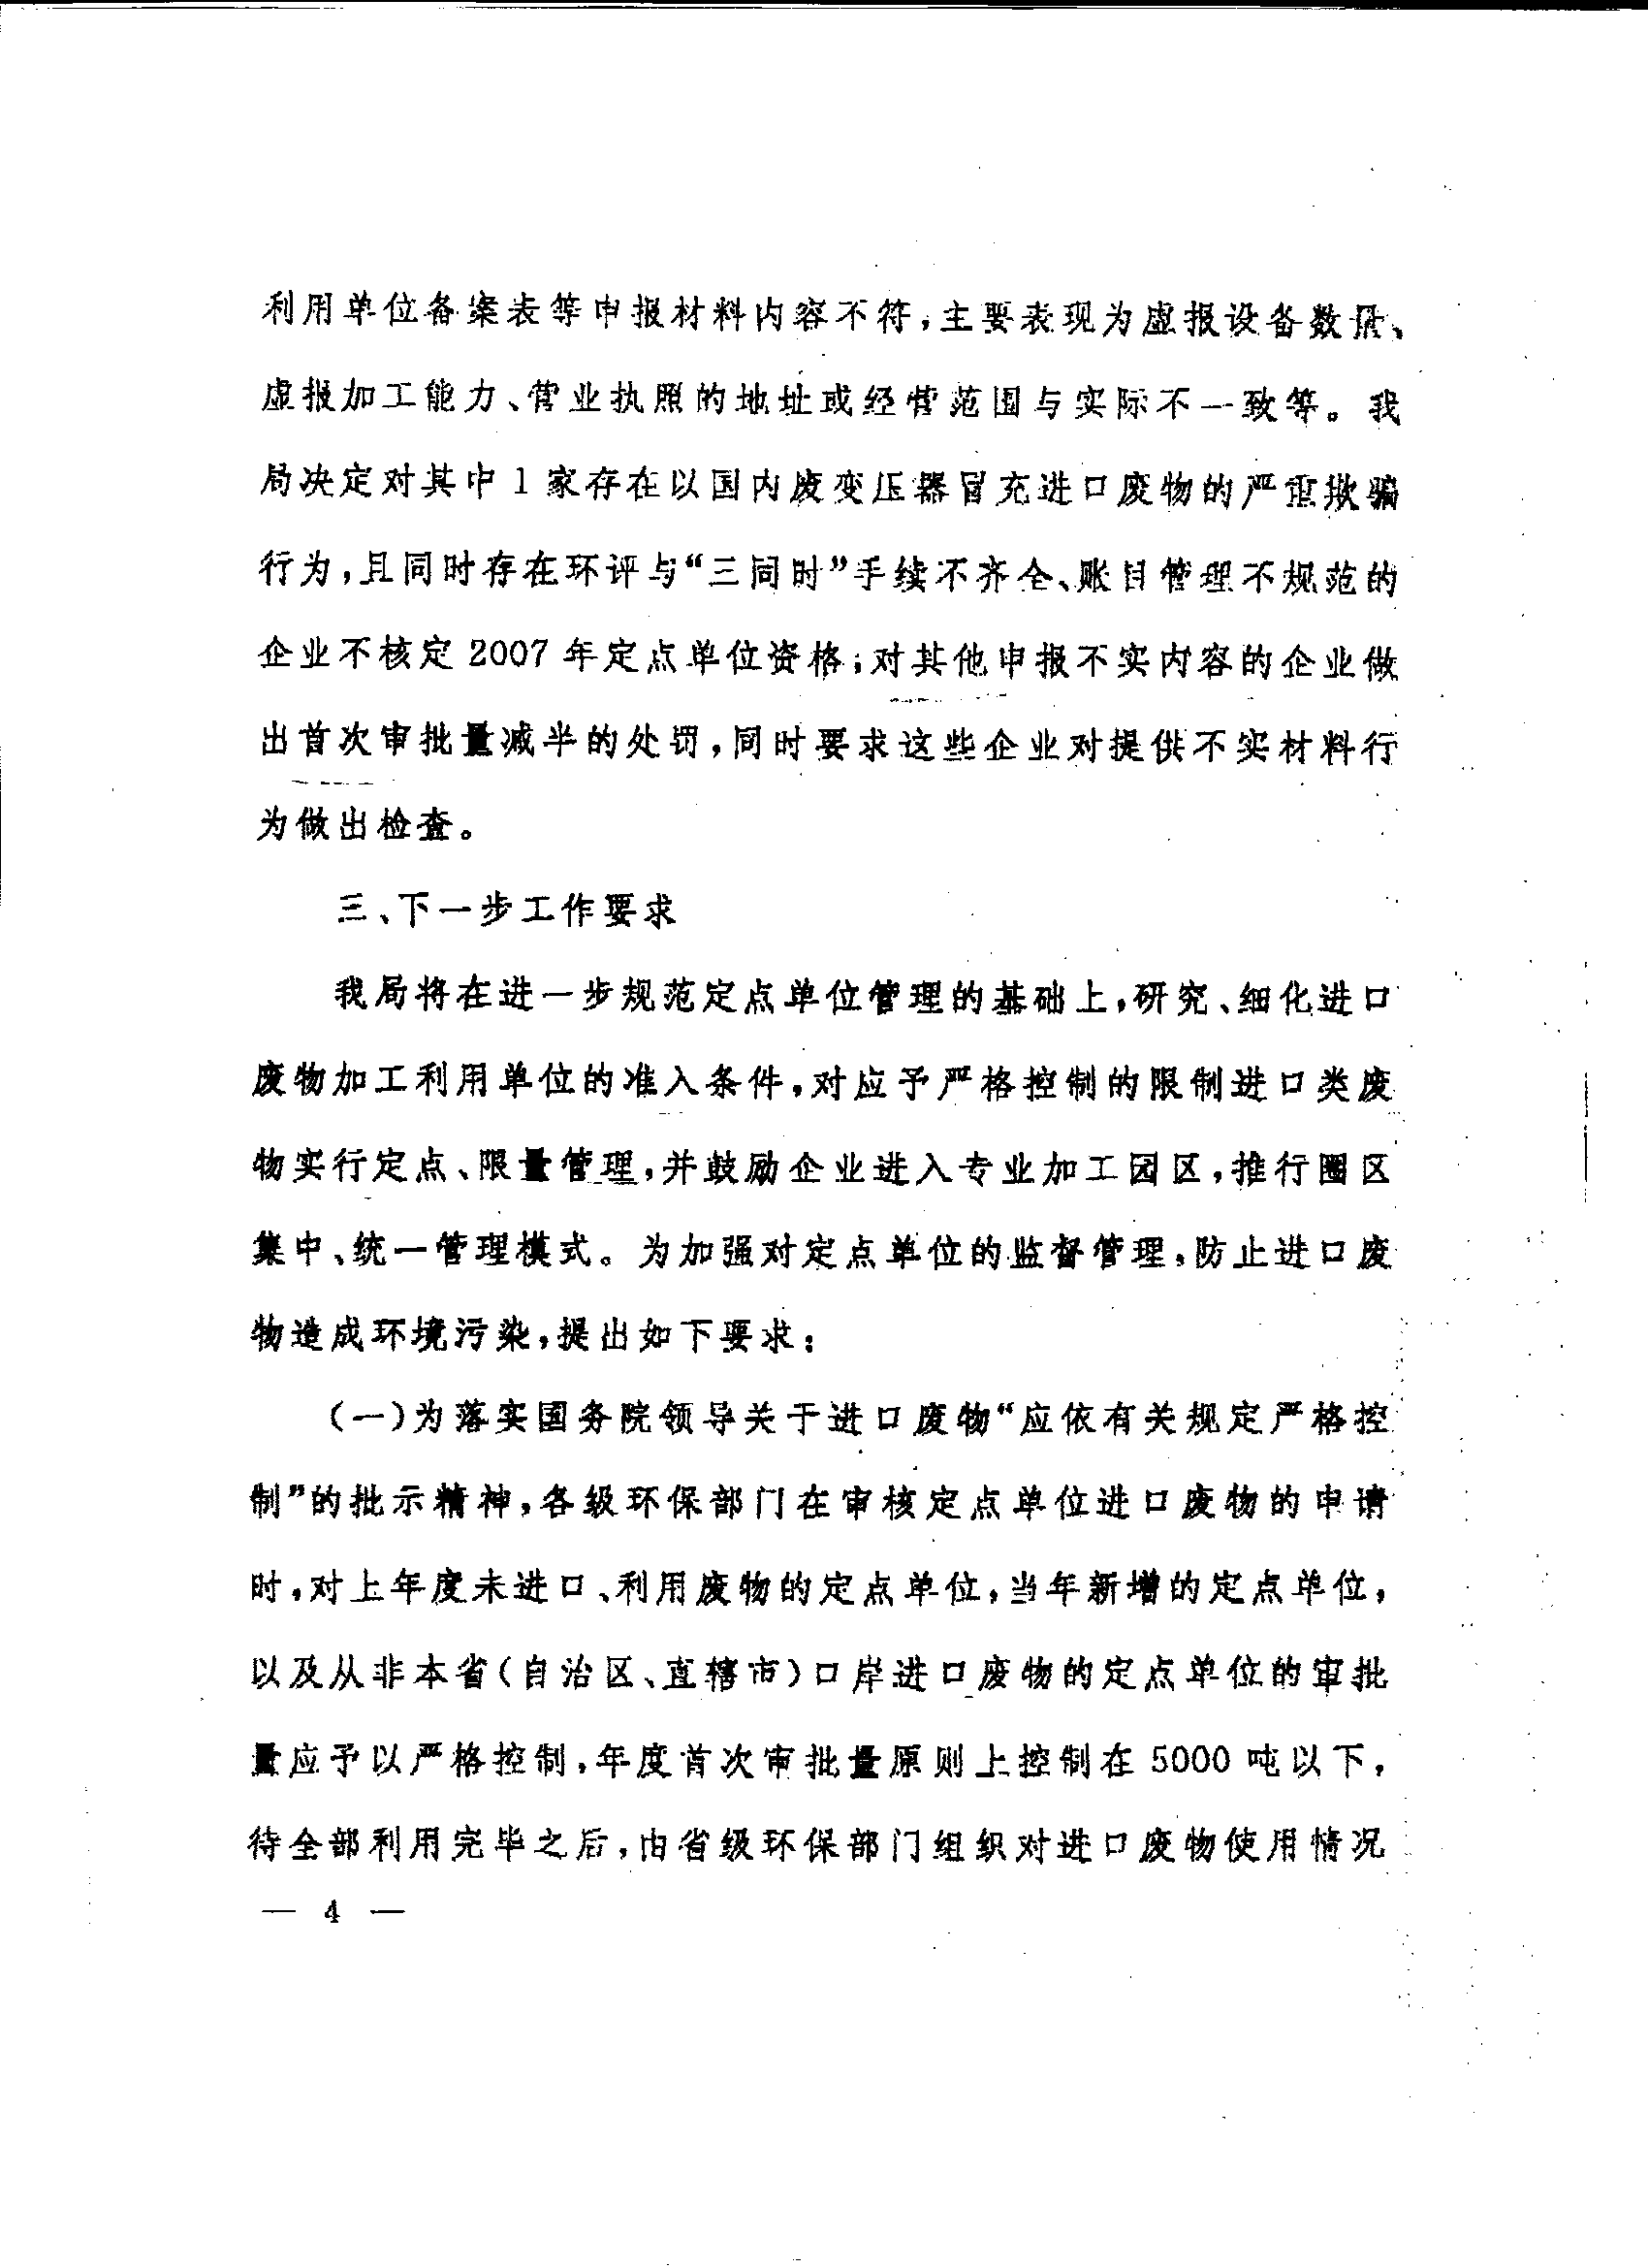 利用单位备案表等申报材料内容不符,主要表现为虚报设备数量、
虚报加工能力、营业执照的地址或经营范围与实际不一致等。我
局决定对其中1家存在以国内废变压器冒充进口废物的严重欺骗
行为,且同时存在环评与“三同时”手续不齐全、账目管理不规范的
企业不核定2007年定点单位资格;对其他申报不实内容的企业做
出首次审批量减半的处罚,同时要求这些企业对提供不实材料行
为做出检查。
三、下一步工作要求
我局将在进一步规范定点单位管理的基础上,研究、细化进口
废物加工利用单位的准入条件,对应予严格控制的限制进口类废
物实行定点、限量管理,并鼓励企业进入专业加工园区,推行圈区
集中、统一管理模式。为加强对定点单位的监督管理,防止进口废
物造成环境污染,提出如下要求:
(一)为落实国务院领导关于进口废物“应依有关规定严格控
制”的批示精神,各级环保部门在审核定点单位进口废物的申请
时,对上年度未进口、利用废物的定点单位,当年新增的定点单位,
以及从非本省(自治区、直辖市)口岸进口废物的定点单位的审批
量应予以严格控制,年度首次审批量原则上控制在5000吨以下,
待全部利用完毕之后,由省级环保部门组织对进口废物使用情况
— 4 —